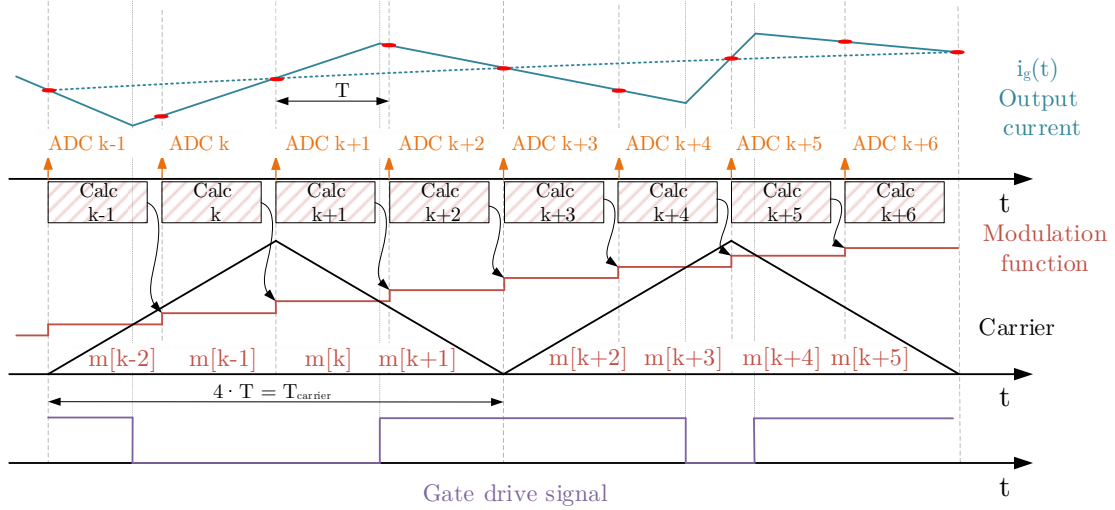 i_g(t)
Output
current
T
ADC k-1 ADC k ADC k+1 ADC k+2 ADC k+3 ADC k+4 ADC k+5 ADC k+6
Calc Calc Calc Calc Calc Calc Calc Calc
k-1 k k+1 k+2 k+3 k+4 k+5 k+6
t
Modulation
function
Carrier
m[k-2] m[k-1] m[k] m[k+1] m[k+2] m[k+3] m[k+4] m[k+5]
4 · T = T_carrier
t
t
Gate drive signal